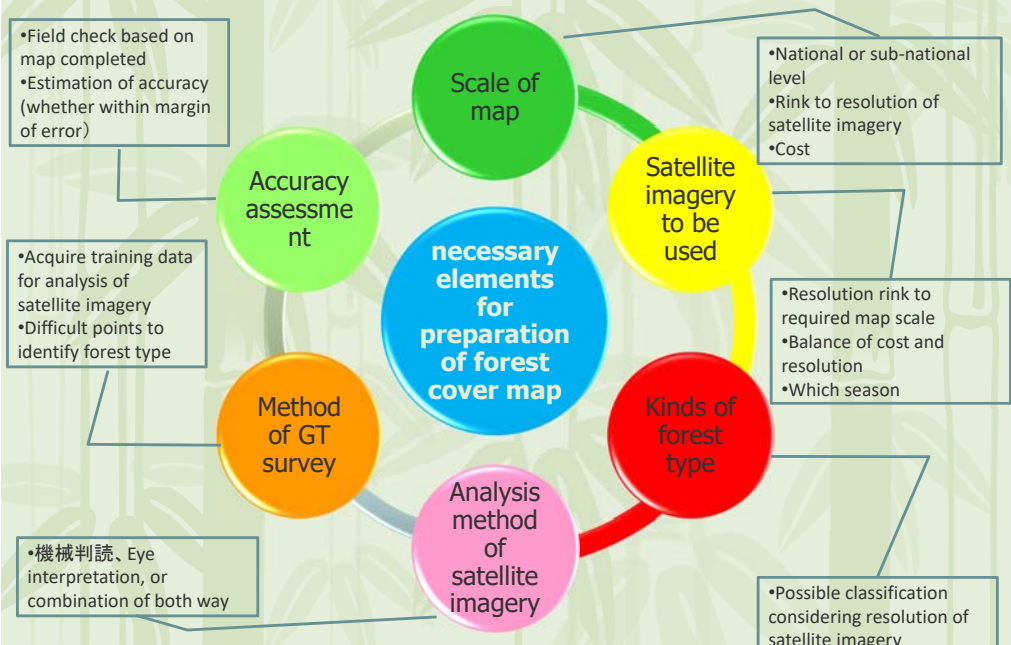 •Field check based on
map completed
•Estimation of accuracy
(whether within margin
of error）
Scale of
map
•National or sub-national
level
•Rink to resolution of
satellite imagery
•Cost
Accuracy
assessme
nt
Satellite
imagery
to be
used
necessary
elements
for
preparation
of forest
cover map
•Acquire training data
for analysis of
satellite imagery
•Difficult points to
identify forest type
•Resolution rink to
required map scale
•Balance of cost and
resolution
•Which season
Method
of GT
survey
Kinds of
forest
type
Analysis
method
of
satellite
imagery
•機械判読、Eye
interpretation, or
combination of both way
•Possible classification
considering resolution of
satellite imagery